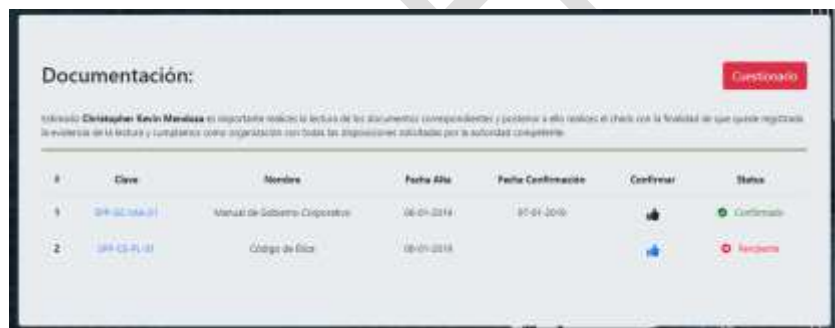 Documentación:
Cuestionario
Estimado Christopher Kevin Mendoza es importante realices la lectura de los documentos correspondientes y posterior a ello realices el check con la finalidad de que quede registrada
la evidencia de la lectura y cumplamos como organización con todas las disposiciones solicitadas por la autoridad competente.
# Clave Nombre Fecha Alta Fecha Confirmación Confirmar Status
1 Manual de Gobierno Corporativo 07-01-2019 Confirmado
2 Código de Ética Pendiente